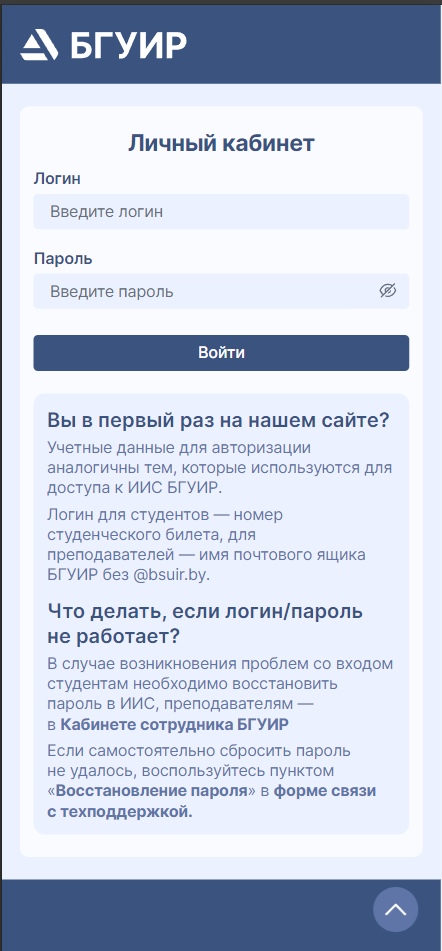 БГУИР
Личный кабинет
Логин
Введите логин
Пароль
Введите пароль
Войти
Вы в первый раз на нашем сайте?
Учетные данные для авторизации
аналогичны тем, которые используются для
доступа к ИИС БГУИР.
Логин для студентов — номер
студенческого билета, для
преподавателей — имя почтового ящика
БГУИР без @bsuir.by.
Что делать, если логин/пароль
не работает?
В случае возникновения проблем со входом
студентам необходимо восстановить
пароль в ИИС, преподавателям —
в Кабинете сотрудника БГУИР
Если самостоятельно сбросить пароль
не удалось, воспользуйтесь пунктом
«Восстановление пароля» в форме связи
с техподдержкой.